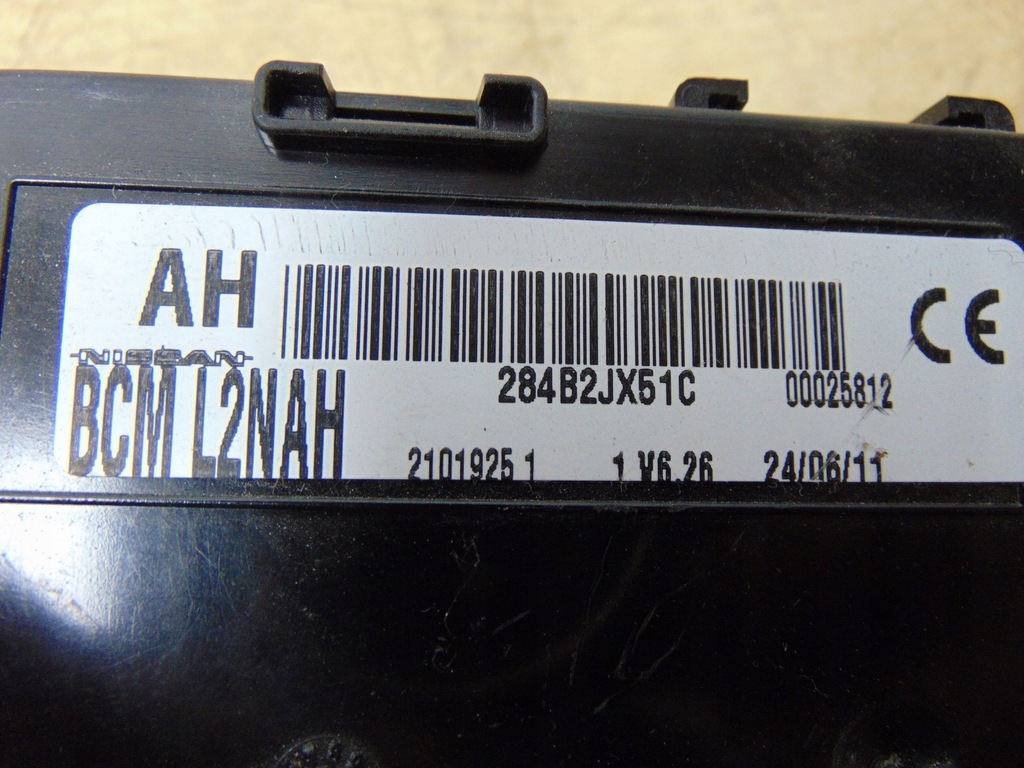 AH
NISSAN
BCM L2NAH
284B2JX51C
00025812
2101925 1
1 V6.26
24/06/11
CE